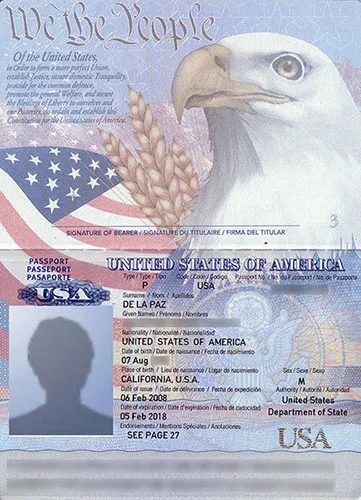 We the People
Of the United States,
in Order to form a more perfect Union,
establish Justice, insure domestic Tranquility,
provide for the common defence,
promote the general Welfare, and secure
the Blessings of Liberty to ourselves and
our Posterity, do ordain and establish this
Constitution for the United States of America.
3
SIGNATURE OF BEARER / SIGNATURE DU TITULAIRE / FIRMA DEL TITULAR
PASSPORT
PASSEPORT
PASAPORTE
UNITED STATES OF AMERICA
USA
Type / Type / Tipo Code / Code / Código Passport No. / No. du Passeport / No. de Pasaporte
P USA
Surname / Nom / Apellidos
DE LA PAZ
Given Names / Prénoms / Nombres
Nationality / Nationalité / Nacionalidad
UNITED STATES OF AMERICA
Date of birth / Date de naissance / Fecha de nacimiento
07 Aug
Place of birth / Lieu de naissance / Lugar de nacimiento Sex / Sexe / Sexo
CALIFORNIA, U.S.A. M
Date of issue / Date de délivrance / Fecha de expedición Authority / Autorité / Autoridad
06 Feb 2008 United States
Date of expiration / Date d'expiration / Fecha de caducidad Department of State
05 Feb 2018
Endorsements / Mentions Spéciales / Anotaciones
SEE PAGE 27
USA